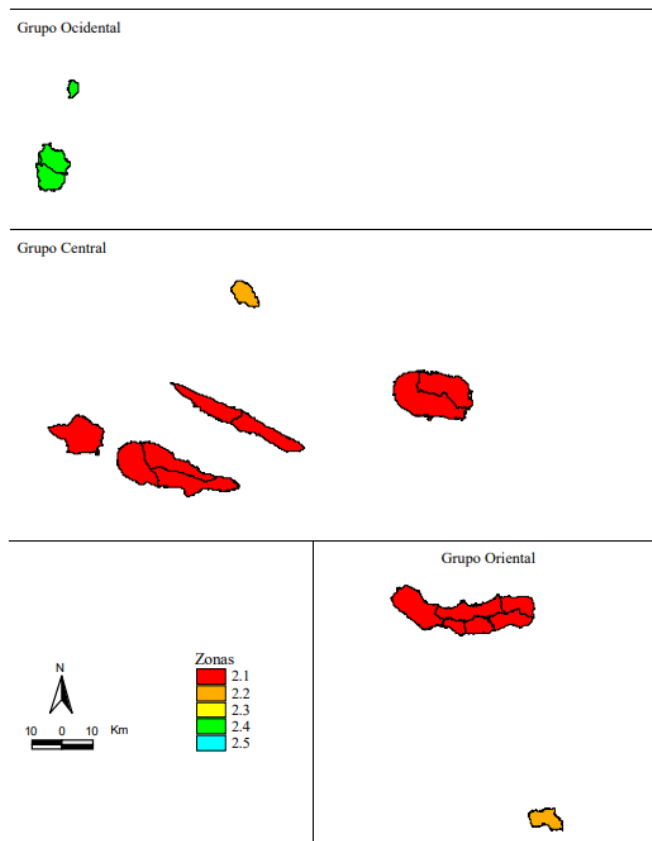 Grupo Ocidental
Grupo Central
Grupo Oriental
Zonas
2.1
2.2
2.3
2.4
2.5
N
10 0 10 Km